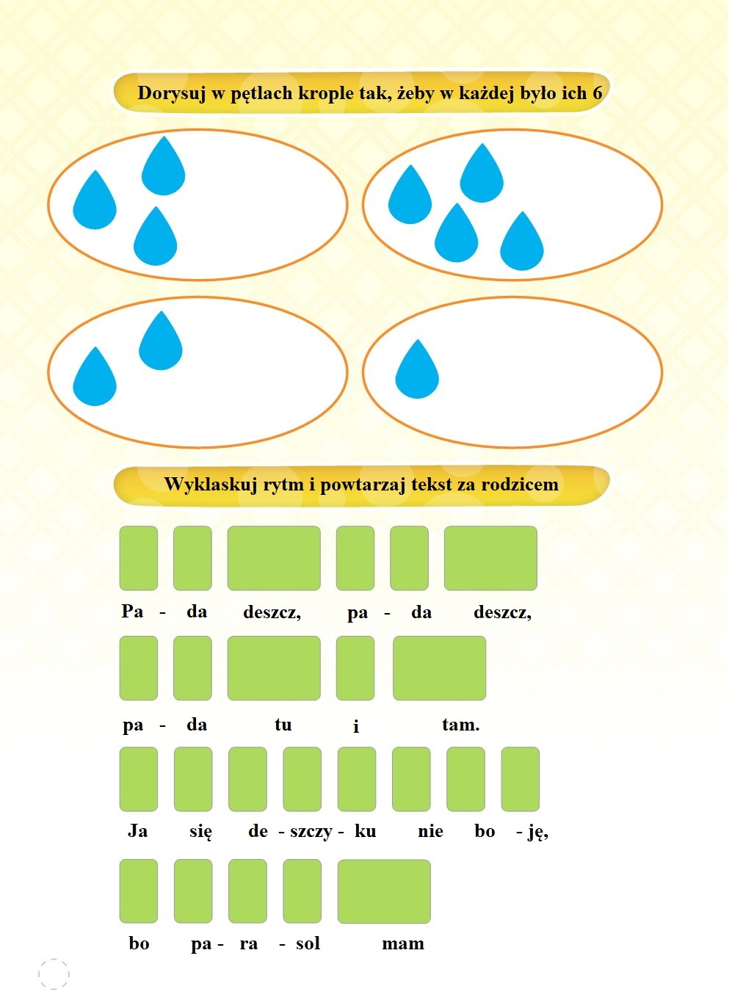 Dorysuj w pętlach krople tak, żeby w każdej było ich 6
Wyklaskuj rytm i powtarzaj tekst za rodzicem
Pa - da deszcz, pa - da deszcz,
pa - da tu i tam.
Ja się de - szczy - ku nie bo - ję,
bo pa - ra - sol mam